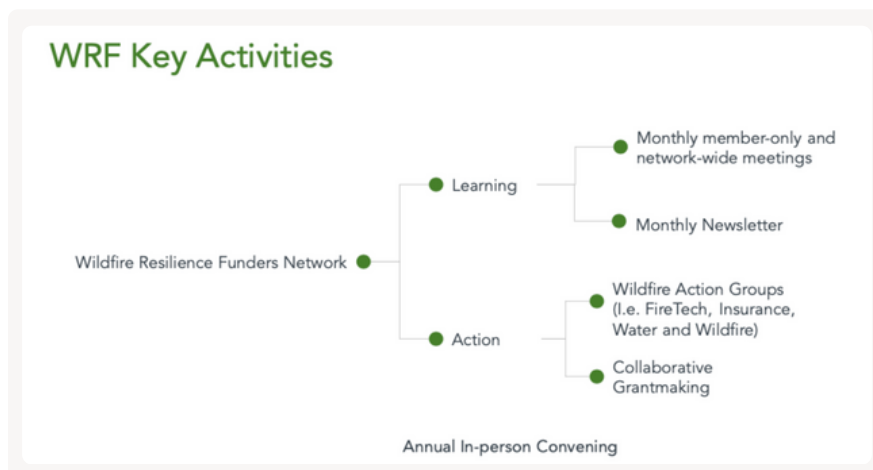 WRF Key Activities
Monthly member-only and
network-wide meetings
Learning
Monthly Newsletter
Wildfire Resilience Funders Network
Wildfire Action Groups
(I.e. FireTech, Insurance,
Water and Wildfire)
Action
Collaborative
Grantmaking
Annual In-person Convening